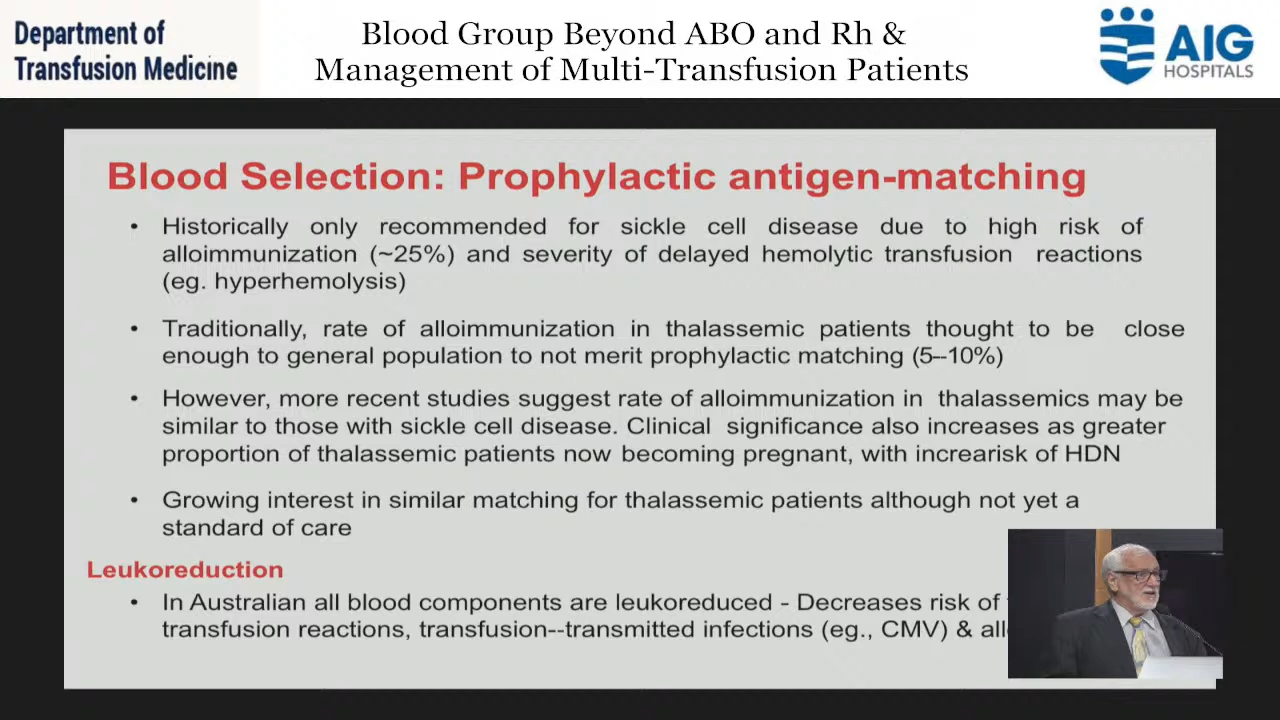 Department of
Transfusion Medicine
Blood Group Beyond ABO and Rh &
Management of Multi-Transfusion Patients
AIG
HOSPITALS
Blood Selection: Prophylactic antigen-matching
• Historically only recommended for sickle cell disease due to high risk of
alloimmunization (~25%) and severity of delayed hemolytic transfusion reactions
(eg. hyperhemolysis)
• Traditionally, rate of alloimmunization in thalassemic patients thought to be close
enough to general population to not merit prophylactic matching (5--10%)
• However, more recent studies suggest rate of alloimmunization in thalassemics may be
similar to those with sickle cell disease. Clinical significance also increases as greater
proportion of thalassemic patients now becoming pregnant, with increarisk of HDN
• Growing interest in similar matching for thalassemic patients although not yet a
standard of care
Leukoreduction
• In Australian all blood components are leukoreduced - Decreases risk of
transfusion reactions, transfusion--transmitted infections (eg., CMV) &